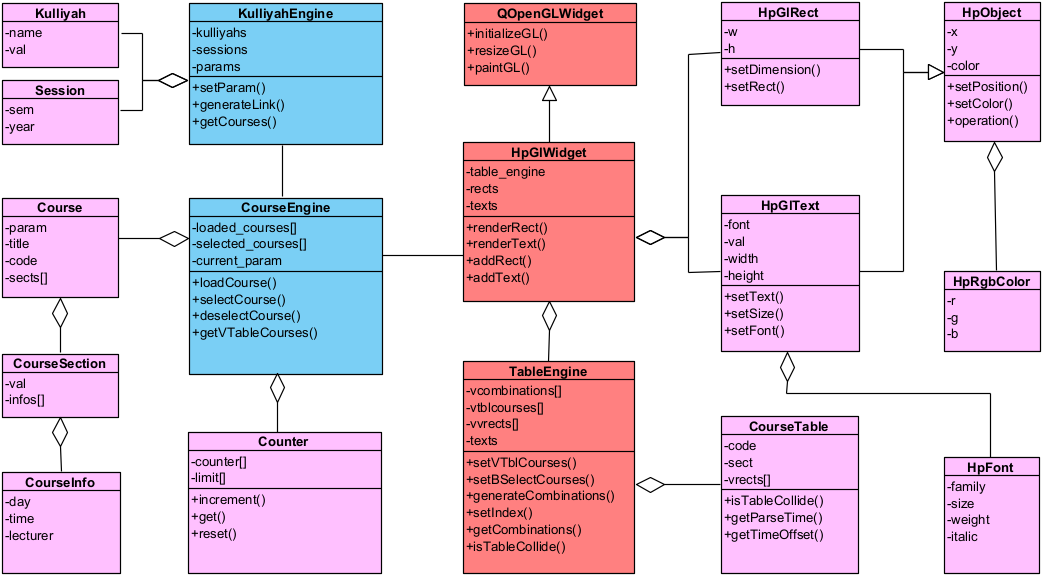 Kulliyah
-name
-val
Session
-sem
-year
KulliyahEngine
-kulliyahs
-sessions
-params
+setParam()
+generateLink()
+getCourses()
QOpenGLWidget
+initializeGL()
+resizeGL()
+paintGL()
HpGlRect
-w
-h
+setDimension()
+setRect()
HpObject
-x
-y
-color
+setPosition()
+setColor()
+operation()
Course
-param
-title
-code
-sects[]
CourseEngine
-loaded_courses[]
-selected_courses[]
-current_param
+loadCourse()
+selectCourse()
+deselectCourse()
+getVTableCourses()
HpGlWidget
-table_engine
-rects
-texts
+renderRect()
+renderText()
+addRect()
+addText()
HpGlText
-font
-val
-width
-height
+setText()
+setSize()
+setFont()
HpRgbColor
-r
-g
-b
CourseSection
-val
-infos[]
CourseInfo
-day
-time
-lecturer
Counter
-counter[]
-limit[]
+increment()
+get()
+reset()
TableEngine
-vcombinations[]
-vtblcourses[]
-vvrects[]
-texts
+setVTblCourses()
+setBSelectCourses()
+generateCombinations()
+setIndex()
+getCombinations()
+isTableCollide()
CourseTable
-code
-sect
-vrects[]
+isTableCollide()
+getParseTime()
+getTimeOffset()
HpFont
-family
-size
-weight
-italic